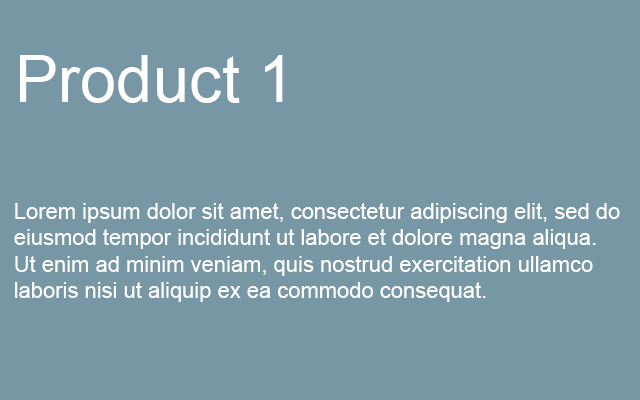 Product 1
Lorem ipsum dolor sit amet, consectetur adipiscing elit, sed do
eiusmod tempor incididunt ut labore et dolore magna aliqua.
Ut enim ad minim veniam, quis nostrud exercitation ullamco
laboris nisi ut aliquip ex ea commodo consequat.